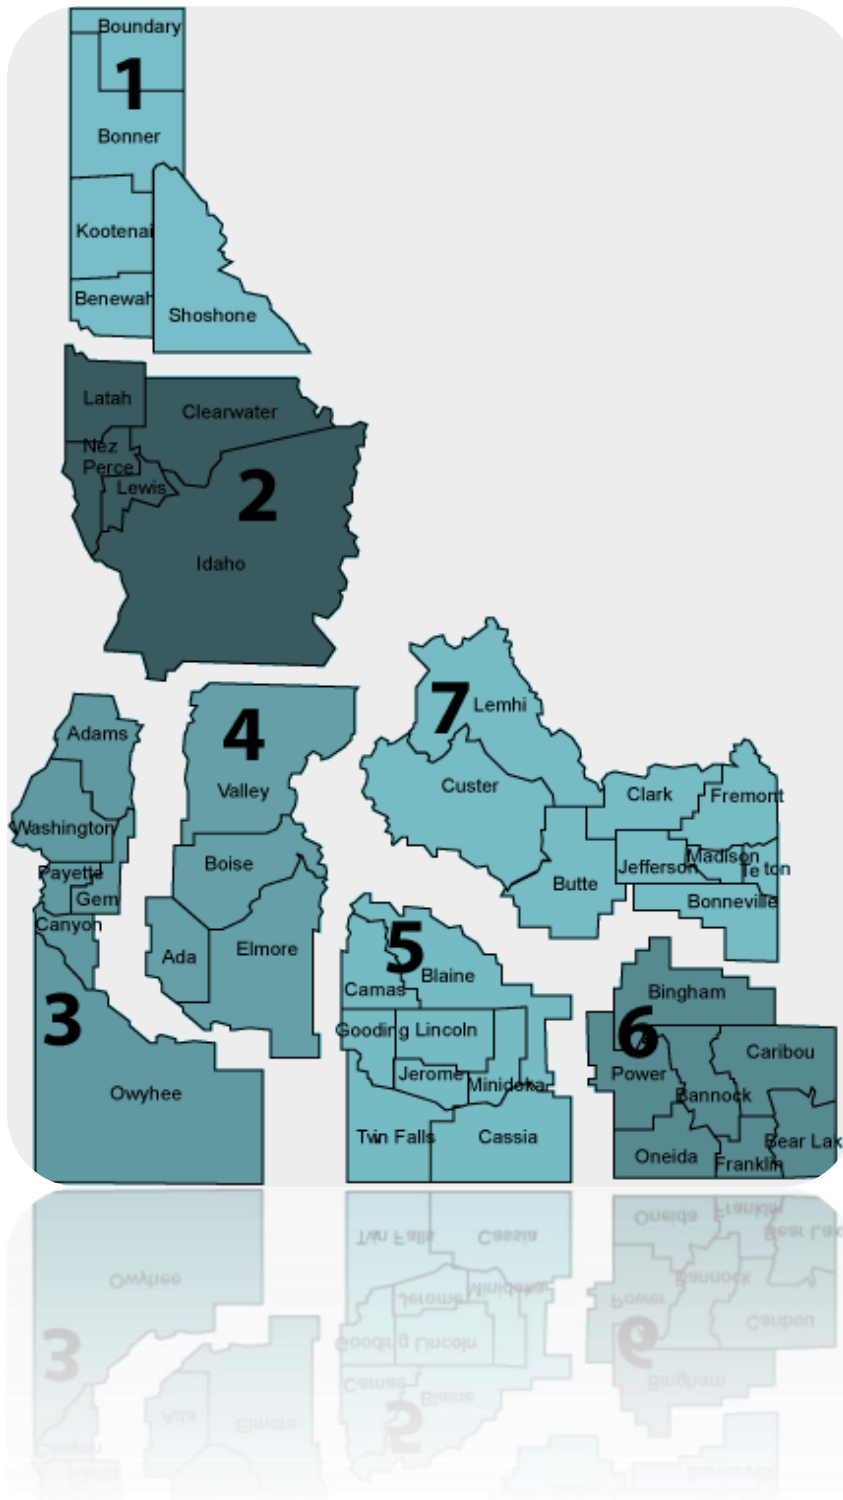 Boundary
1
Bonner
Kootenai
Benewah
Shoshone
Latah
Clearwater
Nez
Perce
Lewis
2
Idaho
Adams
Washington
Payette
Gem
Canyon
3
Owyhee
4
Valley
Boise
Ada
Elmore
7
Lemhi
Custer
Clark
Fremont
Jefferson
Madison
Teton
Butte
Bonneville
5
Blaine
Camas
Gooding
Lincoln
Jerome
Minidoka
Twin Falls
Cassia
Bingham
6
Power
Caribou
Bannock
Oneida
Franklin
Bear Lak